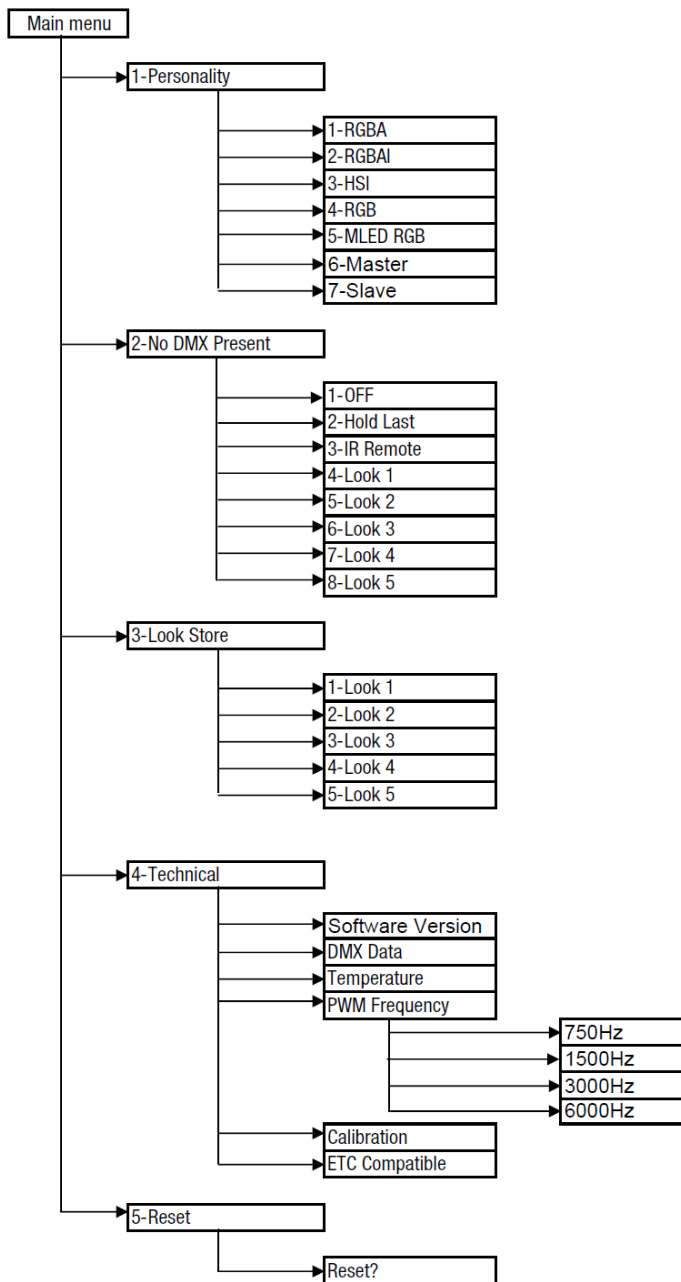 Main menu
1-Personality
1-RGBA
2-RGBAI
3-HSI
4-RGB
5-MLED RGB
6-Master
7-Slave
2-No DMX Present
1-OFF
2-Hold Last
3-IR Remote
4-Look 1
5-Look 2
6-Look 3
7-Look 4
8-Look 5
3-Look Store
1-Look 1
2-Look 2
3-Look 3
4-Look 4
5-Look 5
4-Technical
Software Version
DMX Data
Temperature
PWM Frequency
750Hz
1500Hz
3000Hz
6000Hz
Calibration
ETC Compatible
5-Reset
Reset?